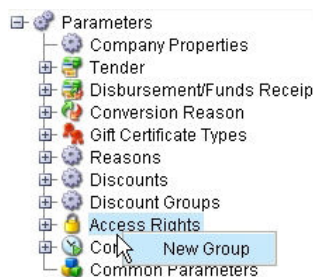 Parameters
Company Properties
Tender
Disbursement/Funds Receip
Conversion Reason
Gift Certificate Types
Reasons
Discounts
Discount Groups
Access Rights
New Group
Common Parameters